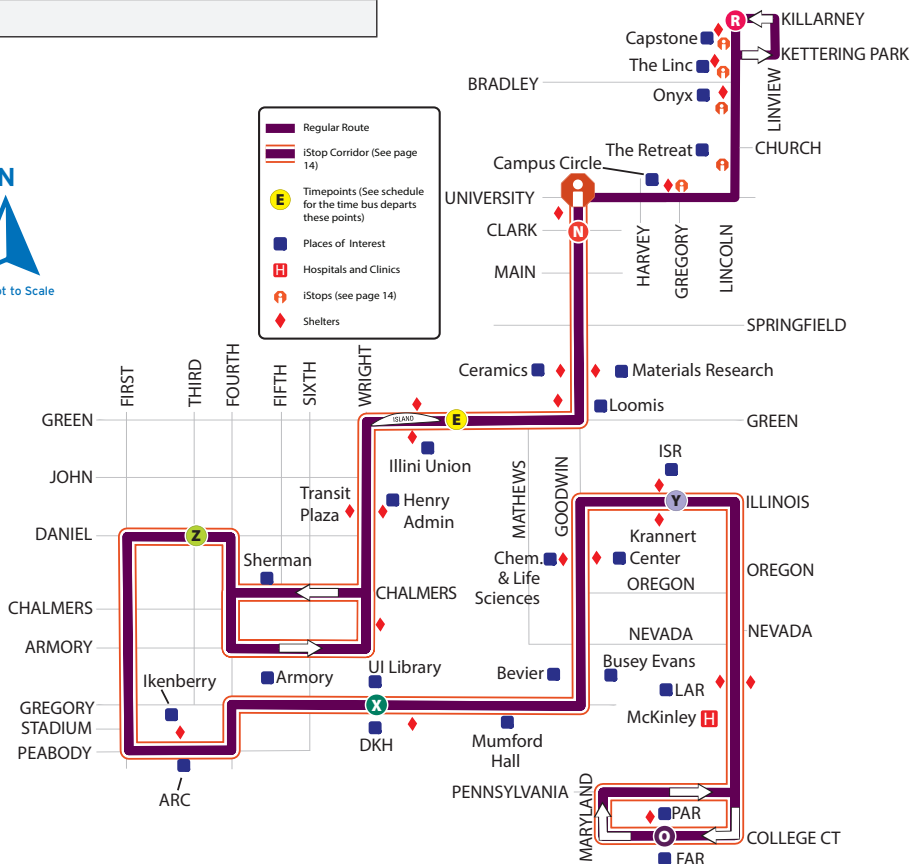 R
KILLARNEY
Capstone
KETTERING PARK
The Linc
BRADLEY
Onyx
LINVIEW
The Retreat
CHURCH
Campus Circle
UNIVERSITY
CLARK
N
MAIN
HARVEY
GREGORY
LINCOLN
SPRINGFIELD
Regular Route
iStop Corridor (See page
14)
E
Timepoints (See schedule
for the time bus departs
these points)
Places of Interest
H
Hospitals and Clinics
iStops (see page 14)
Shelters
N
t to Scale
Ceramics
Materials Research
Loomis
FIRST
THIRD
FOURTH
FIFTH
SIXTH
WRIGHT
GREEN
ISLAND
E
GREEN
Illini Union
JOHN
Transit
Plaza
Henry
Admin
MATHEWS
GOODWIN
ISR
Y
ILLINOIS
Krannert
Center
DANIEL
Z
Sherman
Chem.
& Life
Sciences
OREGON
OREGON
CHALMERS
CHALMERS
NEVADA
NEVADA
ARMORY
Armory
UI Library
Bevier
Busey Evans
LAR
Ikenberry
GREGORY
X
McKinley
H
STADIUM
DKH
Mumford
Hall
PEABODY
ARC
PENNSYLVANIA
MARYLAND
PAR
O
COLLEGE CT
FAR